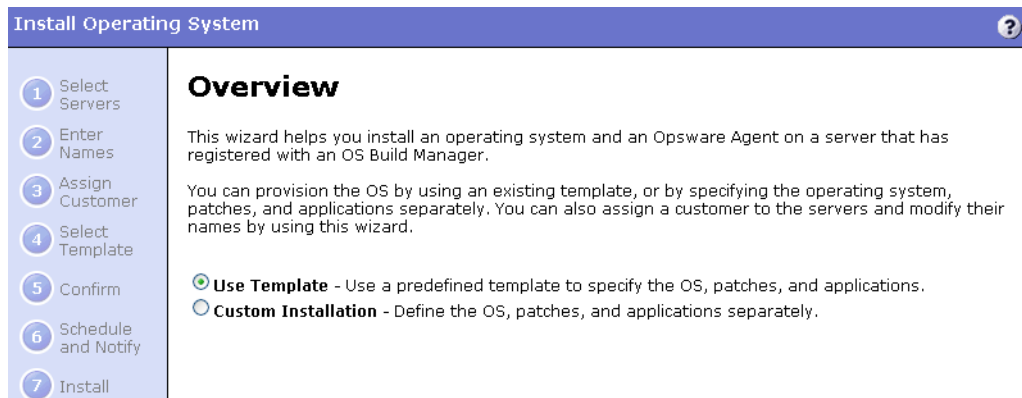 Install Operating System
?
1 Select
Servers
2 Enter
Names
3 Assign
Customer
4 Select
Template
5 Confirm
6 Schedule
and Notify
7 Install
Overview
This wizard helps you install an operating system and an Opsware Agent on a server that has
registered with an OS Build Manager.
You can provision the OS by using an existing template, or by specifying the operating system,
patches, and applications separately. You can also assign a customer to the servers and modify their
names by using this wizard.
Use Template - Use a predefined template to specify the OS, patches, and applications.
Custom Installation - Define the OS, patches, and applications separately.